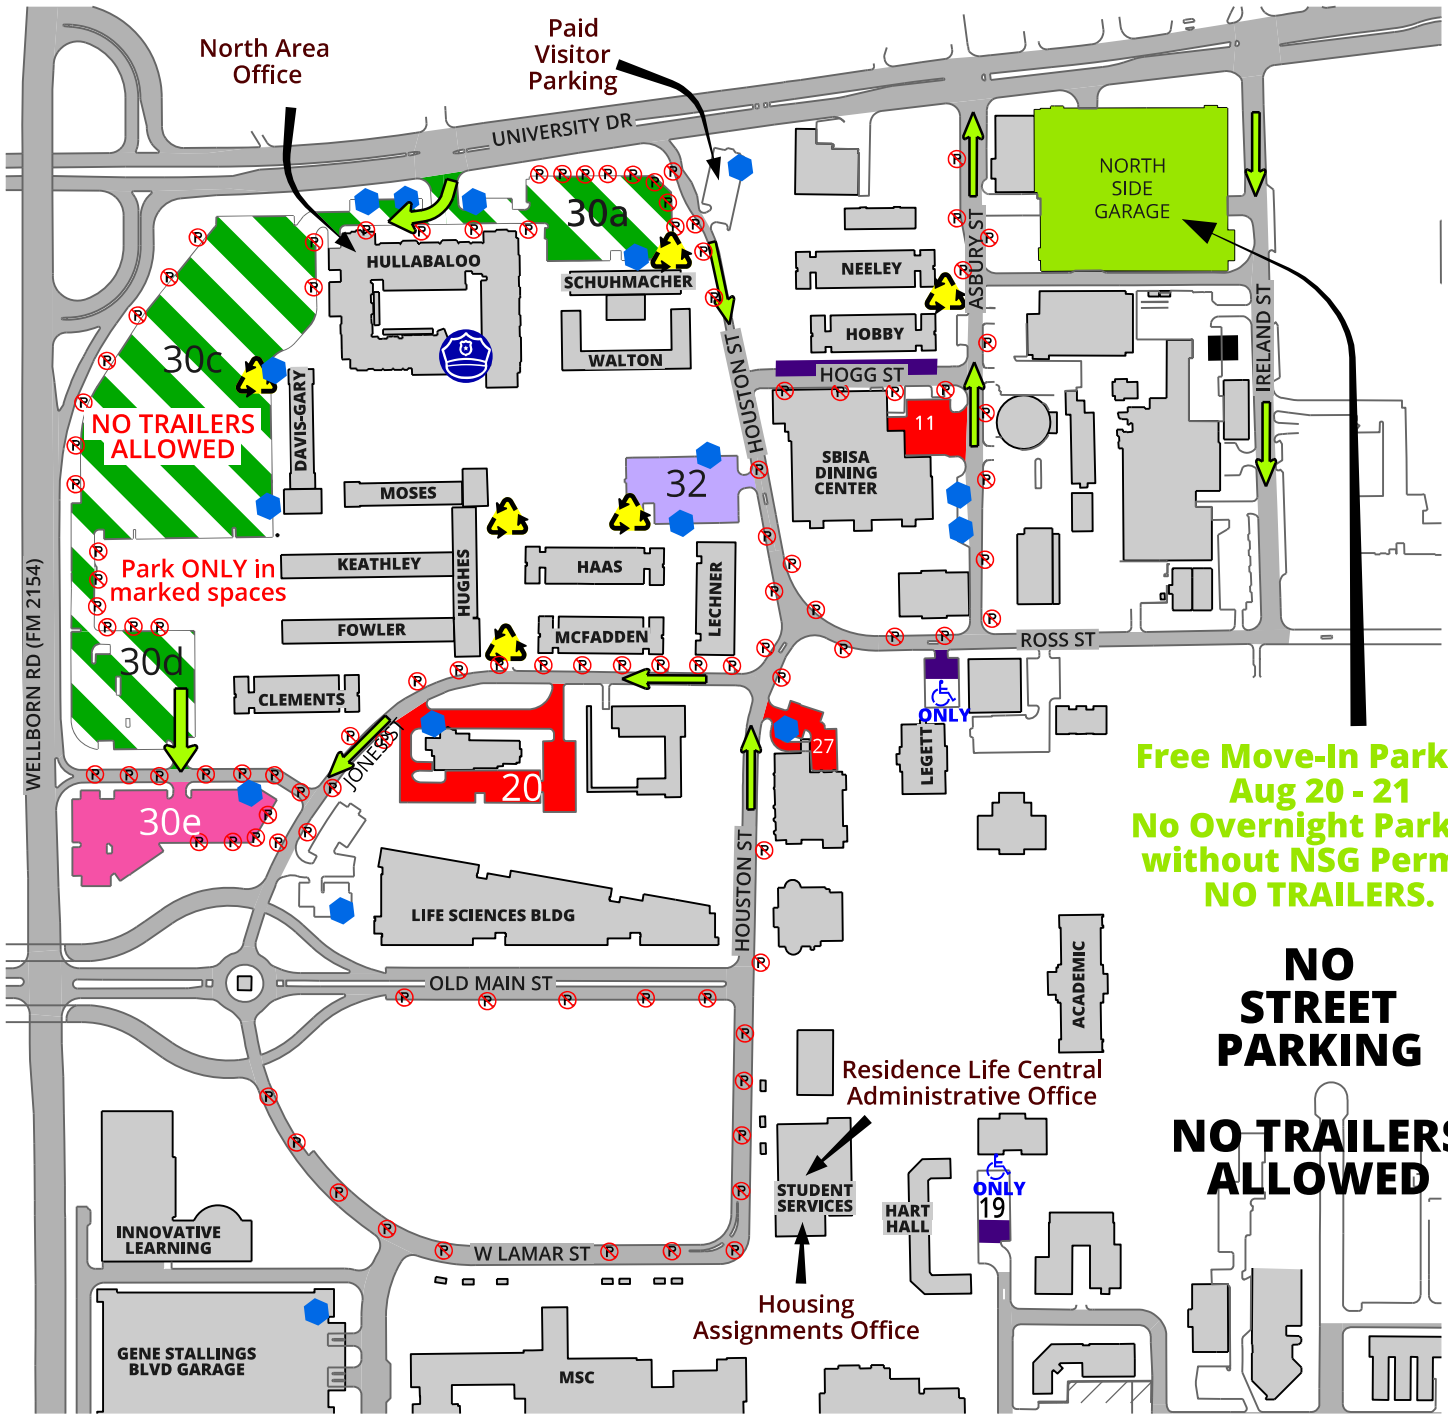 North Area
Office
Paid
Visitor
Parking
UNIVERSITY DR
NORTH
SIDE
GARAGE
30a
HULLABALOO
SCHUHMACHER
WALTON
NEELEY
HOBBY
ASBURY ST
IRELAND ST
HOUSTON ST
HOGG ST
30c
NO TRAILERS
ALLOWED
DAVIS-GARY
11
SBISA
DINING
CENTER
32
MOSES
KEATHLEY
HUGHES
HAAS
LECHNER
Park ONLY in
marked spaces
FOWLER
MCFADDEN
ROSS ST
WELLBORN RD (FM 2154)
30d
CLEMENTS
ONLY
LEGETT
JONES ST
20
27
30e
Free Move-In Park
Aug 20 - 21
No Overnight Park
without NSG Perm
NO TRAILERS.
HOUSTON ST
LIFE SCIENCES BLDG
OLD MAIN ST
ACADEMIC
NO
STREET
PARKING
Residence Life Central
Administrative Office
NO TRAILERS
ALLOWED
STUDENT
SERVICES
HART
HALL
ONLY
19
INNOVATIVE
LEARNING
W LAMAR ST
Housing
Assignments Office
GENE STALLINGS
BLVD GARAGE
MSC